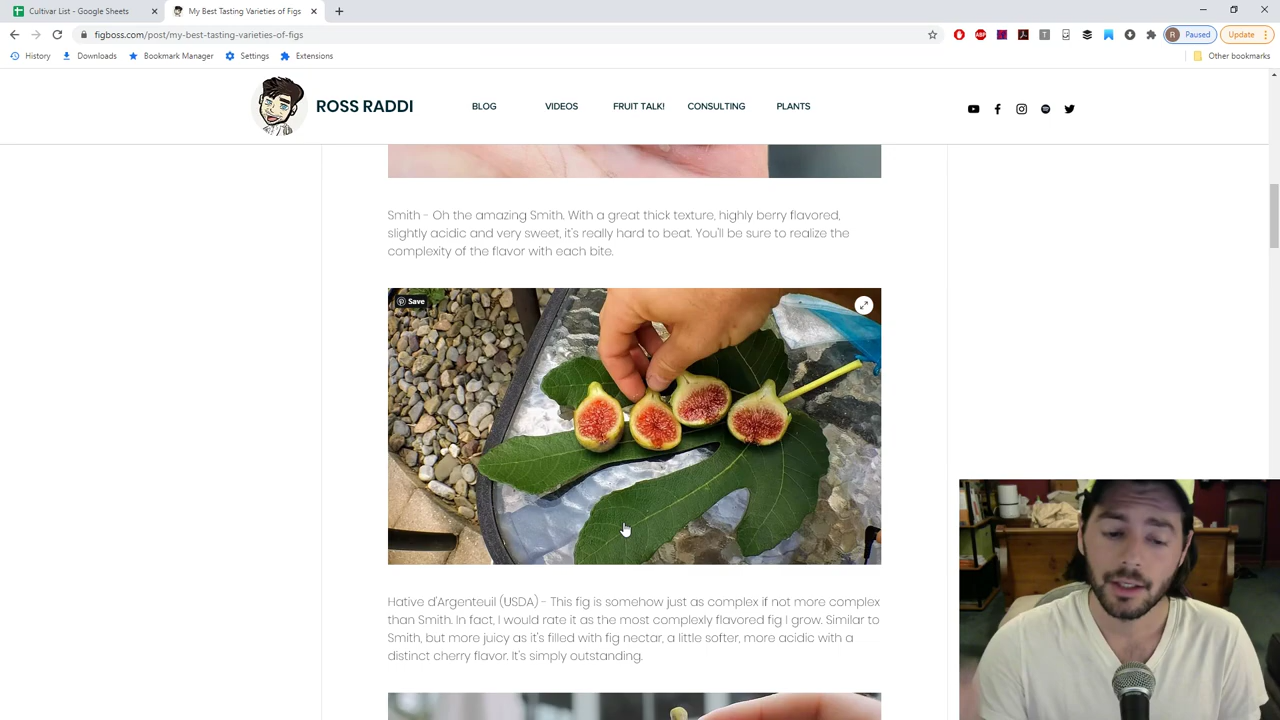 Cultivar List - Google Sheets
My Best Tasting Varieties of Figs
figboss.com/post/my-best-tasting-varieties-of-figs
R Paused
Update
History
Downloads
Bookmark Manager
Settings
Extensions
Other bookmarks
ROSS RADDI
BLOG
VIDEOS
FRUIT TALK!
CONSULTING
PLANTS
Smith - Oh the amazing Smith. With a great thick texture, highly berry flavored,
slightly acidic and very sweet, it's really hard to beat. You'll be sure to realize the
complexity of the flavor with each bite.
Save
Hative d'Argenteuil (USDA) - This fig is somehow just as complex if not more complex
than Smith. In fact, I would rate it as the most complexly flavored fig I grow. Similar to
Smith, but more juicy as it's filled with fig nectar, a little softer, more acidic with a
distinct cherry flavor. It's simply outstanding.